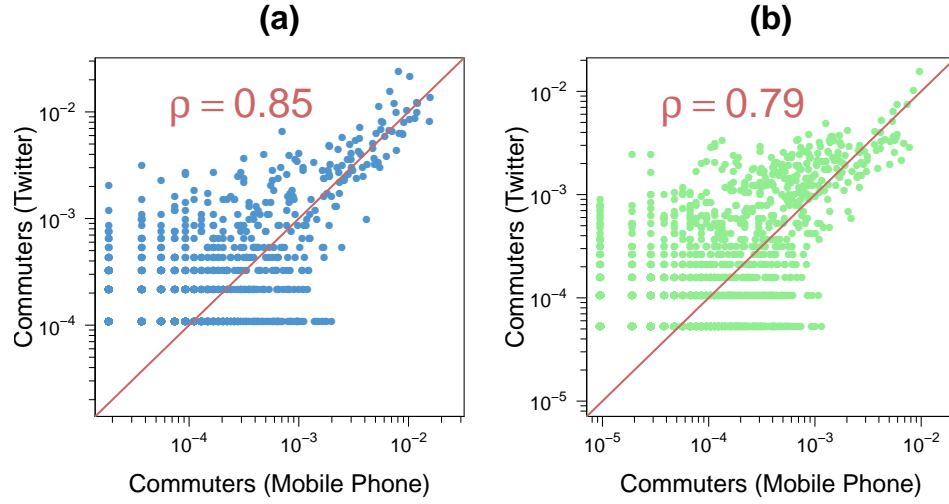 (a)
(b)
ρ = 0.85
ρ = 0.79
Commuters (Twitter)
10⁻²
10⁻³
10⁻⁴
10⁻⁴
10⁻³
10⁻²
Commuters (Mobile Phone)
Commuters (Twitter)
10⁻²
10⁻³
10⁻⁴
10⁻⁵
10⁻⁵
10⁻⁴
10⁻³
10⁻²
Commuters (Mobile Phone)